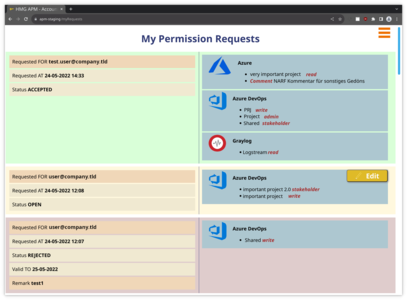 HMG APM - Accoun
apm.staging/myRequests
My Permission Requests
Requested FOR test.user@company.tld
Requested AT 24-05-2022 14:33
Status ACCEPTED
Azure
very important project read
Comment NARF Kommentar für sonstiges Gedöns
Azure DevOps
PRJ write
Project admin
Shared stakeholder
Graylog
Logstream read
Requested FOR user@company.tld
Requested AT 24-05-2022 12:08
Status OPEN
Azure DevOps
Edit
important project 2.0 stakeholder
important project write
Requested FOR user@company.tld
Requested AT 24-05-2022 12:07
Status REJECTED
Valid TO 25-05-2022
Remark test1
Azure DevOps
Shared write